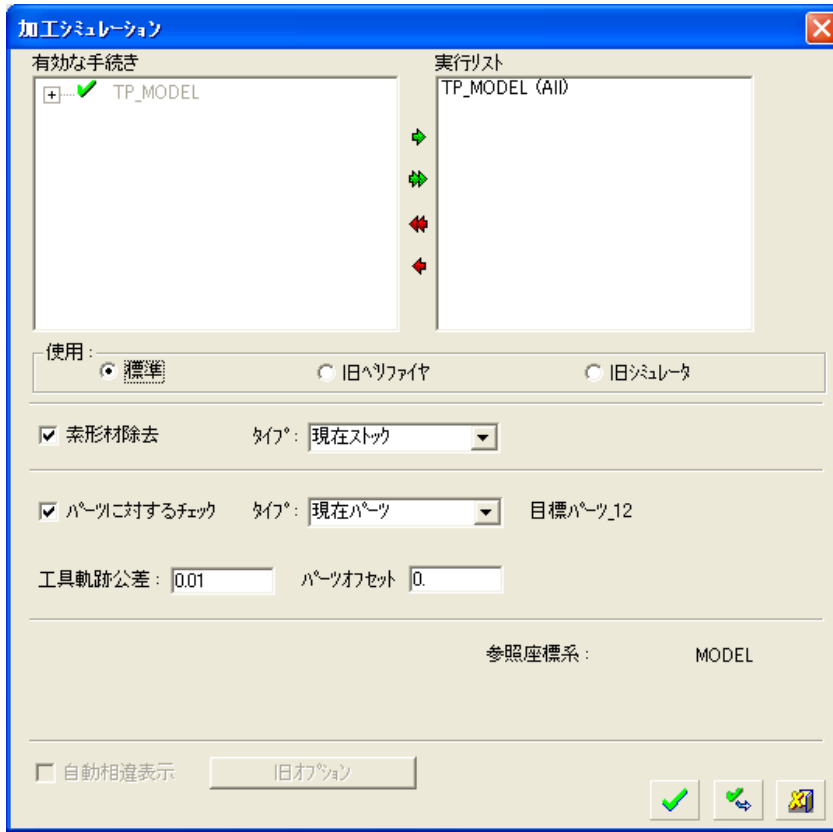 加工シミュレーション
有効な手続き
TP_MODEL
実行リスト
TP_MODEL (All)
使用:
標準
旧ベリファイヤ
旧シミュレータ
素形材除去
タイプ:
現在ストック
パーツに対するチェック
タイプ:
現在パーツ
目標パーツ_12
工具軌跡公差:
0.01
パーツオフセット
0.
参照座標系:
MODEL
自動相違表示
旧オプション